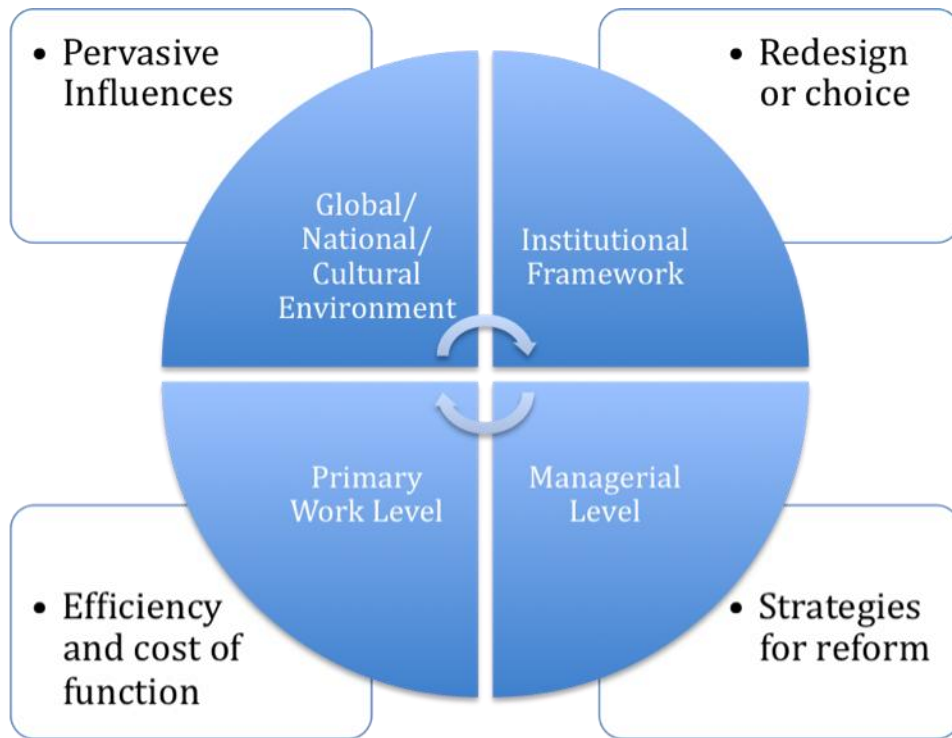 • Pervasive
Influences
• Redesign
or choice
Global/
National/
Cultural
Environment
Institutional
Framework
Primary
Work Level
Managerial
Level
• Efficiency
and cost of
function
• Strategies
for reform